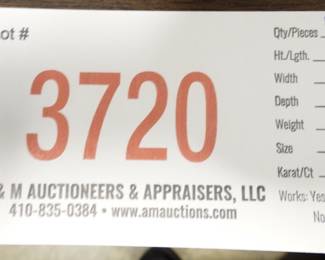 ot #
3720
& M AUCTIONEERS & APPRAISERS, LLC
410-835-0384 • www.amauctions.com
Qty/Pieces
Ht./Lgth.
Width
Depth
Weight
Size
Karat/Ct
Works: Yes
No